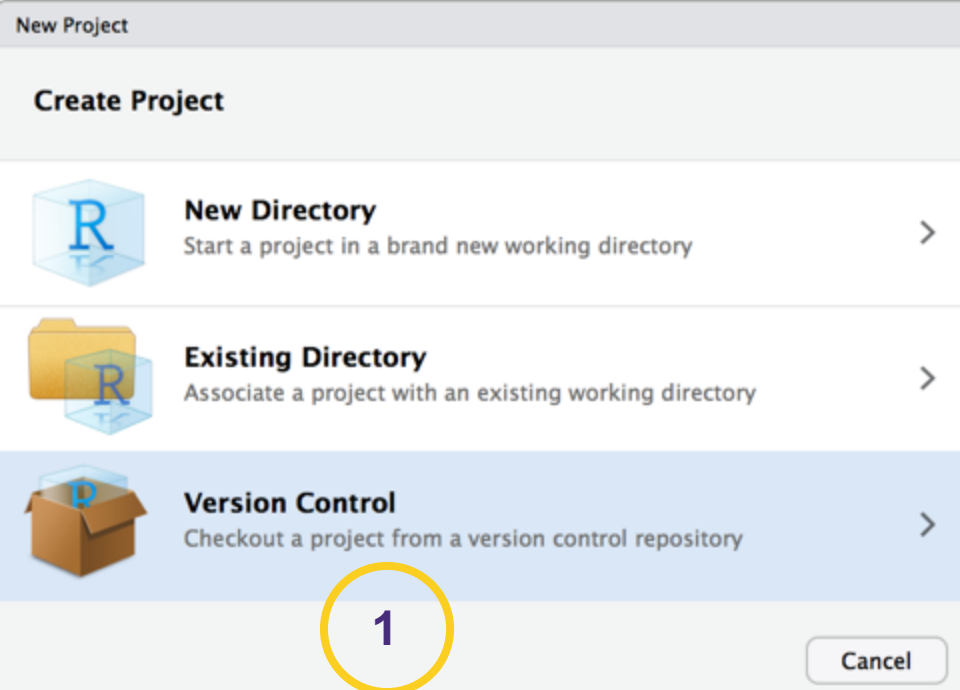 New Project
Create Project
R
New Directory
Start a project in a brand new working directory
R
Existing Directory
Associate a project with an existing working directory
R
Version Control
Checkout a project from a version control repository
1
Cancel